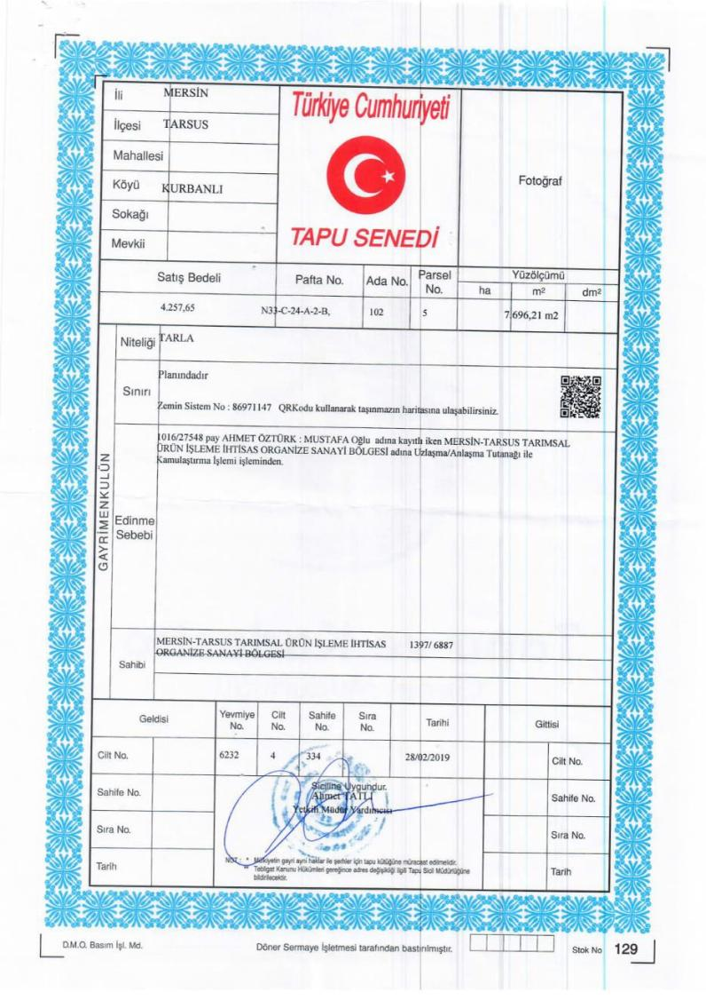 İli MERSİN
İlçesi TARSUS
Mahallesi
Köyü KURBANLI
Sokağı
Mevkii
Türkiye Cumhuriyeti
TAPU SENEDİ
Fotoğraf
Satış Bedeli Pafta No. Ada No. Parsel No. Yüzölçümü
ha m² dm²
4.257,65 N33-C-24-A-2-B, 102 5 7.696,21 m2
GAYRİMENKULÜN
Niteliği TARLA
Sınırı
Planındadır
Zemin Sistem No : 86971147 QRKodu kullanarak taşınmazın haritasına ulaşabilirsiniz.
Edinme Sebebi
1016/27548 pay AHMET ÖZTÜRK : MUSTAFA Oğlu adına kayıtlı iken MERSİN-TARSUS TARIMSAL
ÜRÜN İŞLEME İHTİSAS ORGANİZE SANAYİ BÖLGESİ adına Uzlaşma/Anlaşma Tutanağı ile
Kamulaştırma İşlemi işleminden.
Sahibi
MERSİN-TARSUS TARIMSAL ÜRÜN İŞLEME İHTİSAS 1397/ 6887
ORGANİZE SANAYİ BÖLGESİ
Geldisi Yevmiye No. Cilt No. Sahife No. Sıra No. Tarihi Gittisi
Cilt No. 6232 4 334 28/02/2019 Cilt No.
Siciline Uygundur.
Ahmet TATLI
Yetkili Müdür Yardımcısı
Sahife No. Sahife No.
Sıra No. Sıra No.
Tarih Tarih
NOT : * Mülkiyetin gayri ayni haklar ile şerhler için tapu kütüğüne müracaat edilmelidir.
** Tebligat Kanunu Hükümleri gereğince adres değişikliği ilgili Tapu Sicil Müdürlüğüne
bildirilecektir.
D.M.O. Basım İşl. Md. Döner Sermaye İşletmesi tarafından bastırılmıştır. Stok No 129